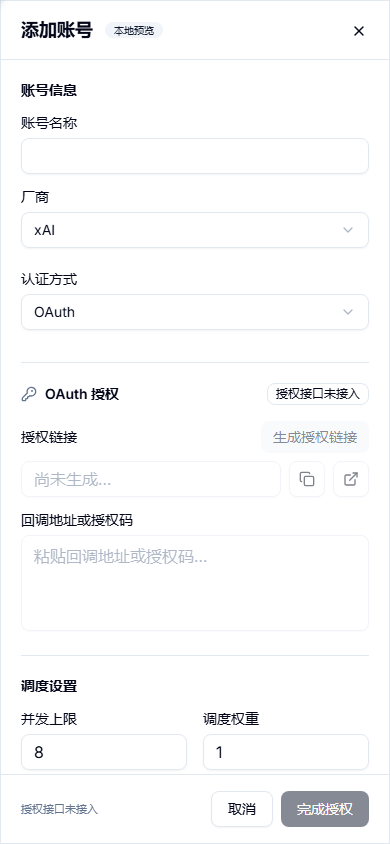 添加账号 本地预览
账号信息
账号名称
厂商
xAI
认证方式
OAuth
OAuth 授权 授权接口未接入
授权链接 生成授权链接
尚未生成...
回调地址或授权码
粘贴回调地址或授权码...
调度设置
并发上限 调度权重
8 1
授权接口未接入 取消 完成授权